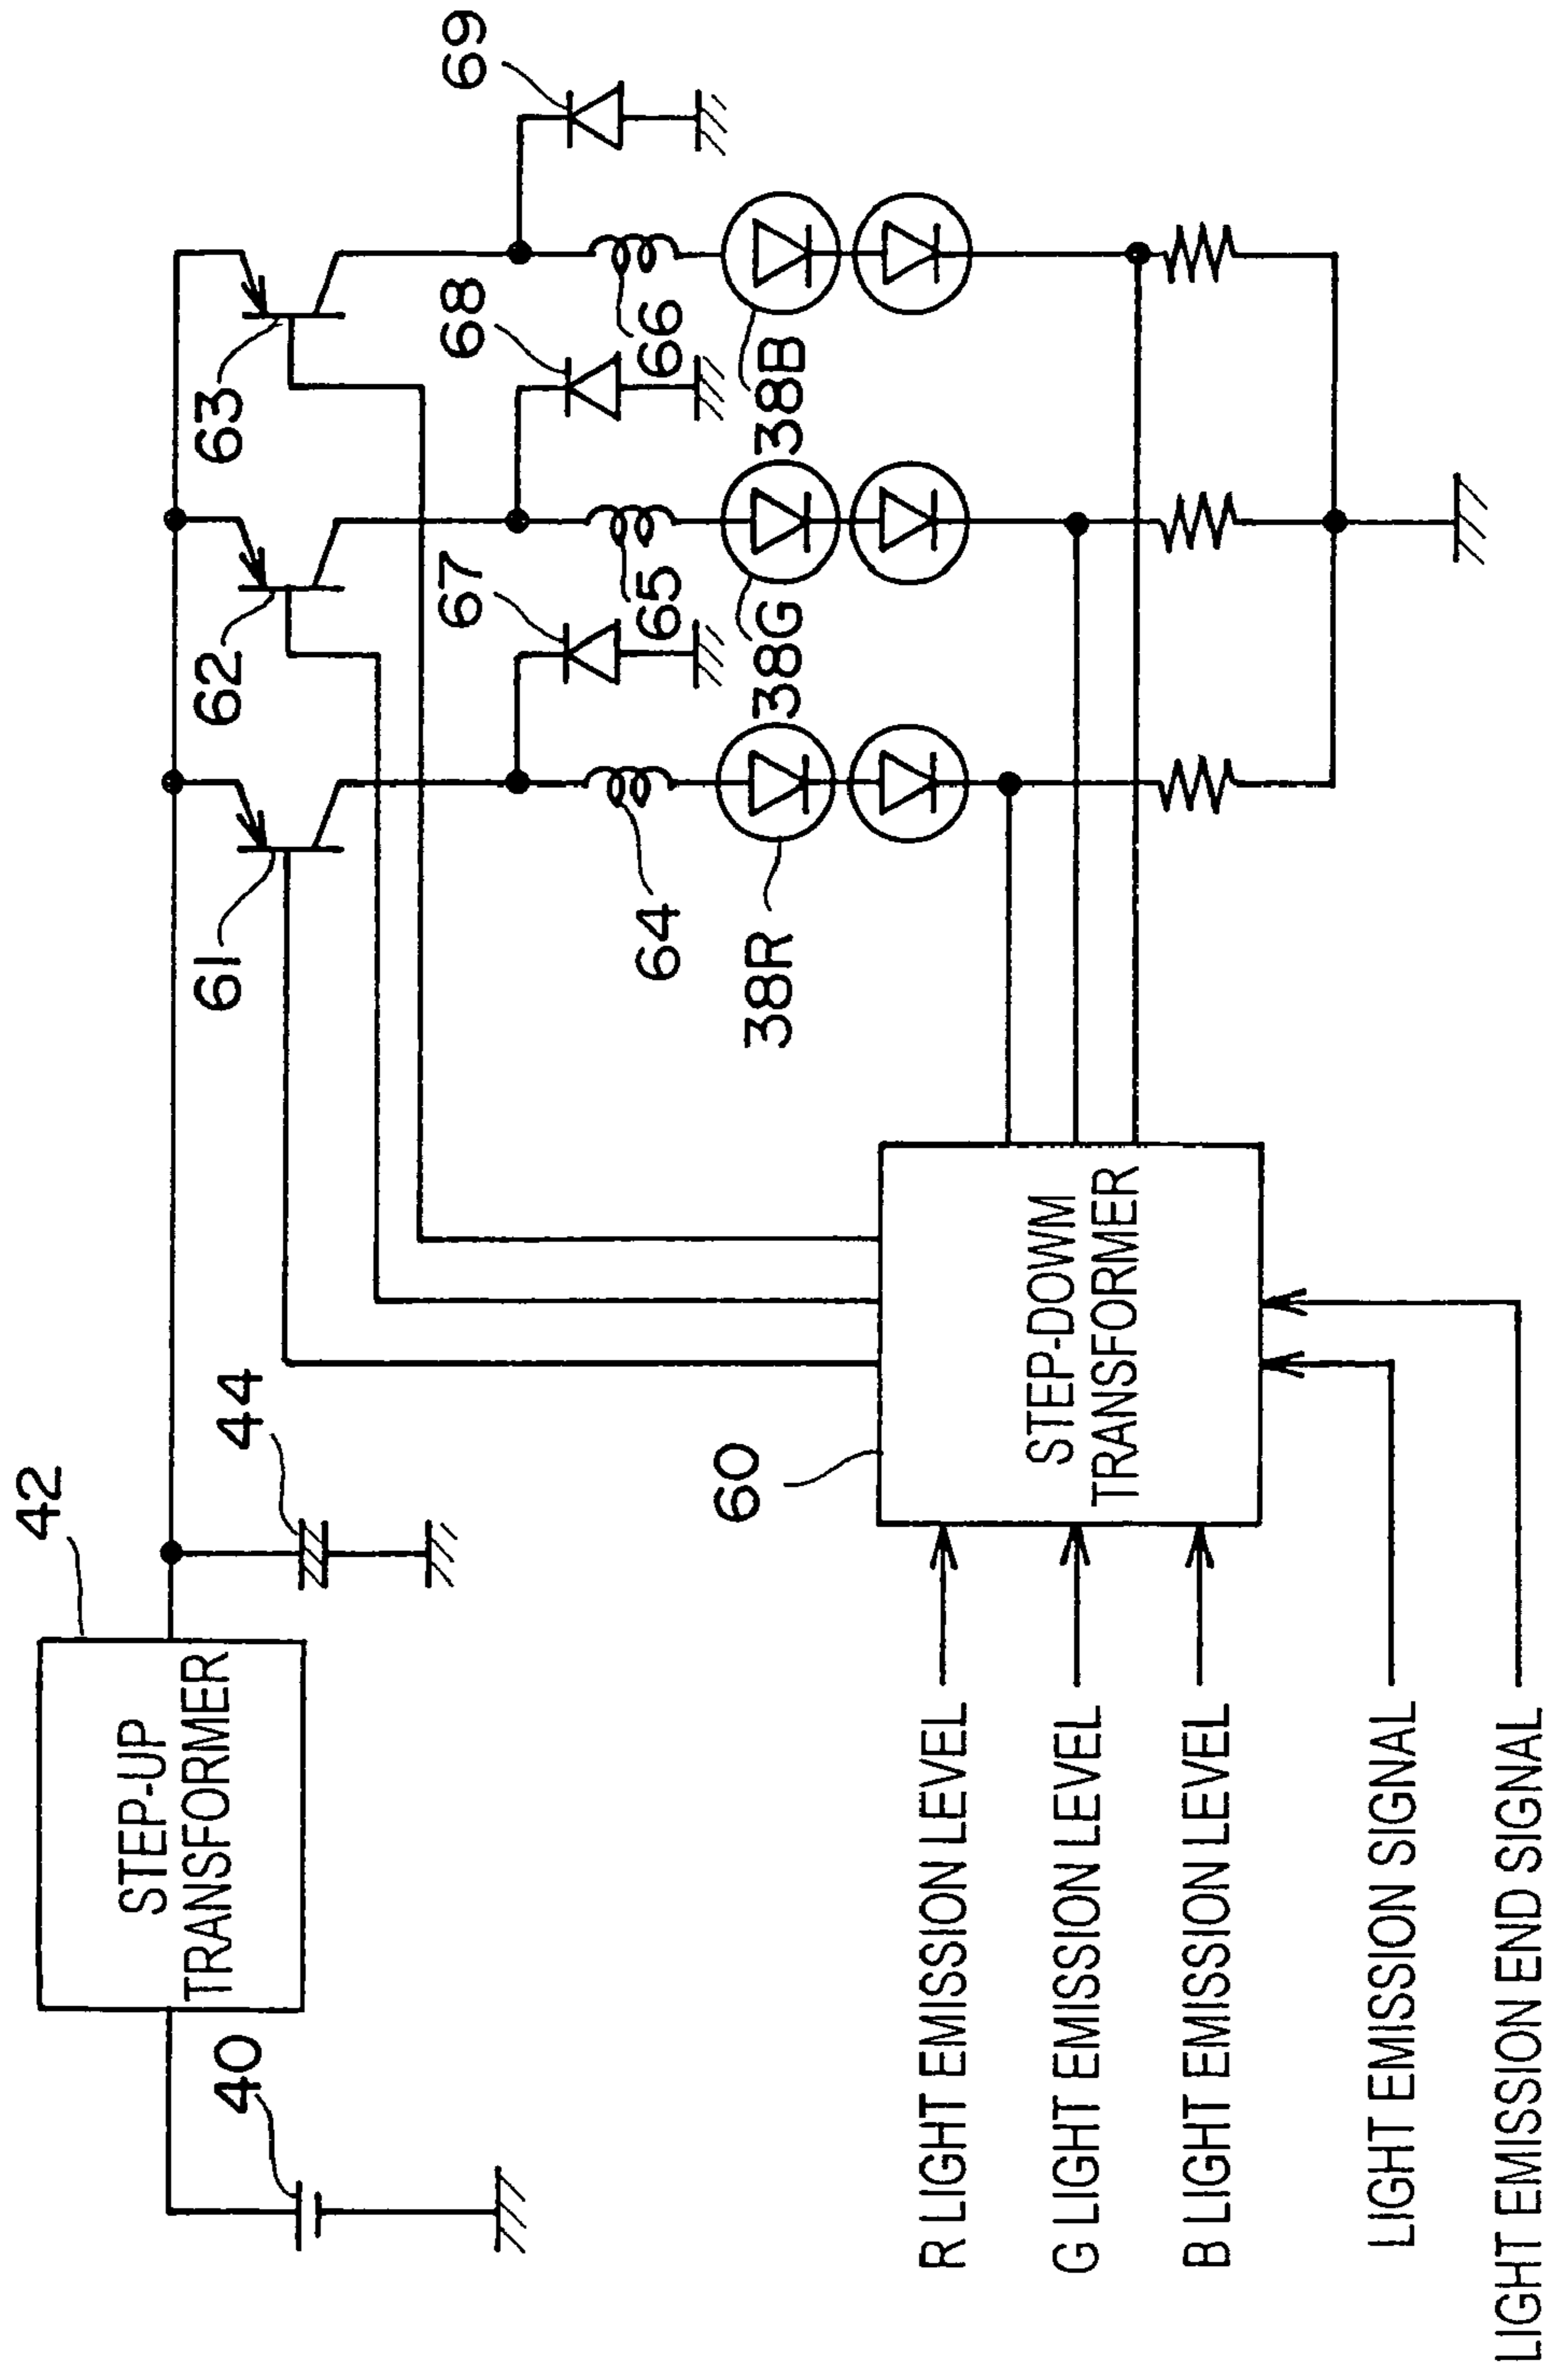 42
STEP-UP
TRANSFORMER
40
44
61
62
63
67
68
69
64
65
66
38R
38G
38B
60
STEP-DOWM
TRANSFORMER
R LIGHT EMISSION LEVEL
G LIGHT EMISSION LEVEL
B LIGHT EMISSION LEVEL
LIGHT EMISSION SIGNAL
LIGHT EMISSION END SIGNAL